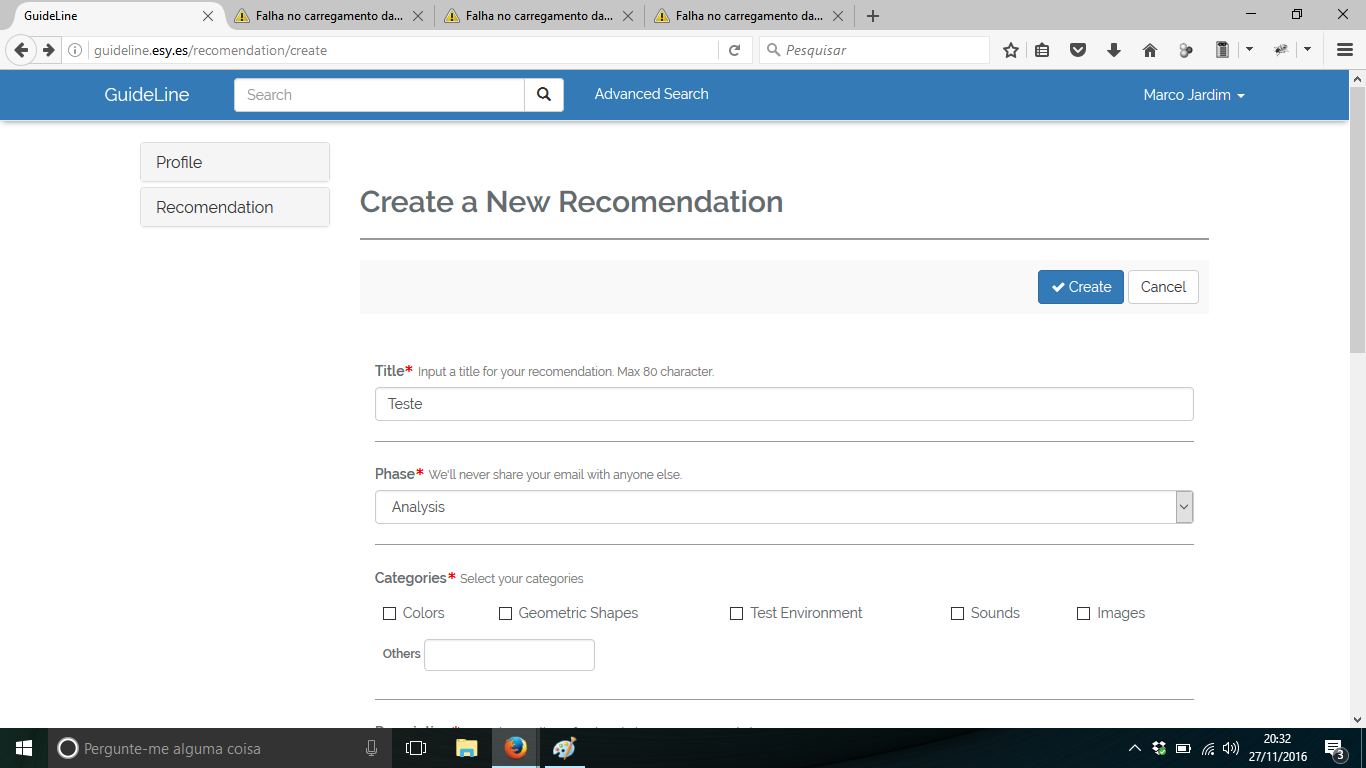 GuideLine
Falha no carregamento da...
Falha no carregamento da...
Falha no carregamento da...
guideline.esy.es/recomendation/create
Pesquisar
GuideLine
Search
Advanced Search
Marco Jardim
Profile
Recomendation
Create a New Recomendation
Create
Cancel
Title* Input a title for your recomendation. Max 80 character.
Teste
Phase* We'll never share your email with anyone else.
Analysis
Categories* Select your categories
Colors
Geometric Shapes
Test Environment
Sounds
Images
Others
Pergunte-me alguma coisa
20:32
27/11/2016
3